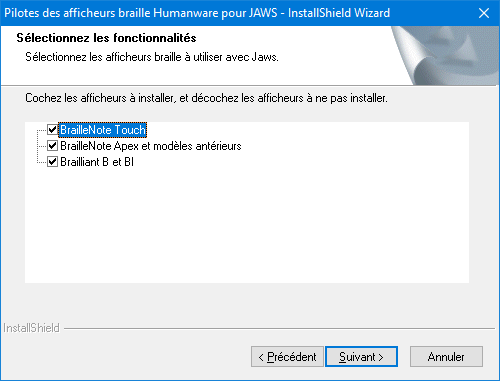 Pilotes des afficheurs braille Humanware pour JAWS - InstallShield Wizard
Sélectionnez les fonctionnalités
Sélectionnez les afficheurs braille à utiliser avec Jaws.
Cochez les afficheurs à installer, et décochez les afficheurs à ne pas installer.
BrailleNote Touch
BrailleNote Apex et modèles antérieurs
Brailliant B et BI
InstallShield
< Précédent Suivant > Annuler